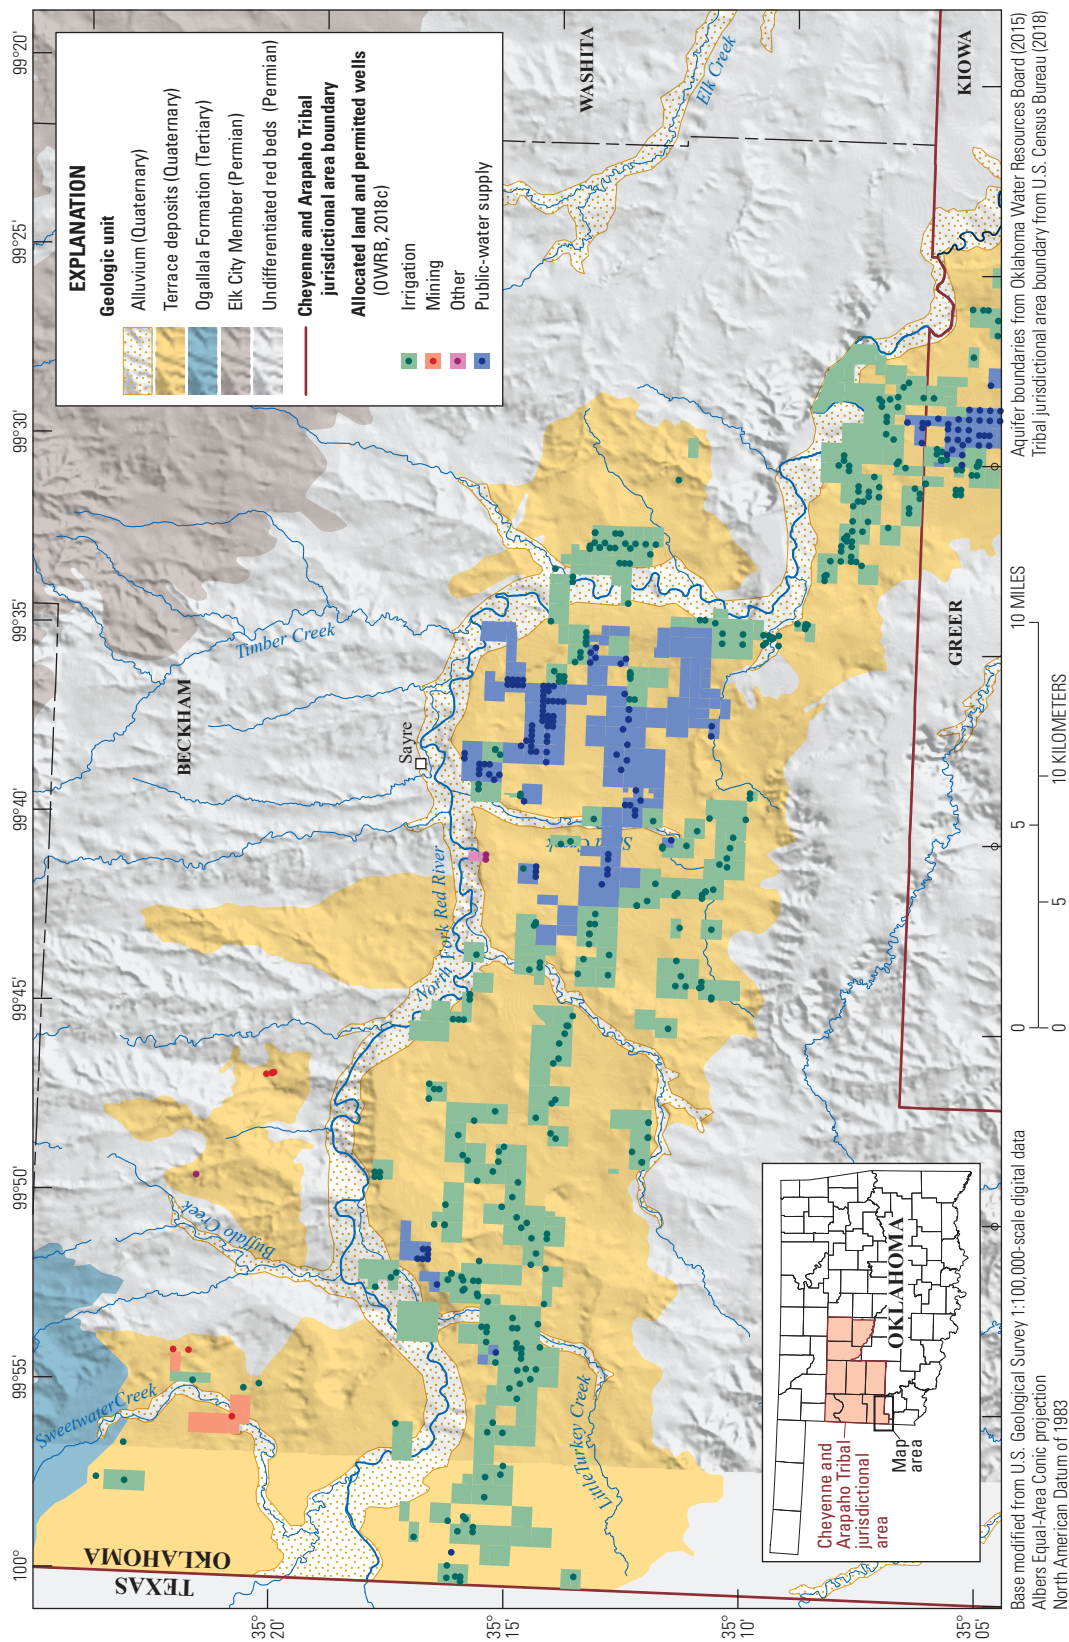 EXPLANATION
Geologic unit
Alluvium (Quaternary)
Terrace deposits (Quaternary)
Ogallala Formation (Tertiary)
Elk City Member (Permian)
Undifferentiated red beds (Permian)
Cheyenne and Arapaho Tribal
jurisdictional area boundary
Allocated land and permitted wells
(OWRB, 2018c)
Irrigation
Mining
Other
Public-water supply
100°
99°55'
99°50'
99°45'
99°40'
99°35'
99°30'
99°25'
99°20'
35°
20'
35°
15'
35°
10'
35°
05'
TEXAS
OKLAHOMA
Sweetwater Creek
Buffalo Creek
BECKHAM
Timber Creek
North Fork Red River
Sayre
Little Turkey Creek
WASHITA
Elk Creek
KIOWA
GREER
Cheyenne and
Arapaho Tribal
jurisdictional
area
Map
area
OKLAHOMA
0
5
10 MILES
0
5
10 KILOMETERS
Base modified from U.S. Geological Survey 1:100,000-scale digital data
Albers Equal-Area Conic projection
North American Datum of 1983
Aquifer boundaries from Oklahoma Water Resources Board (2015)
Tribal jurisdictional area boundary from U.S. Census Bureau (2018)